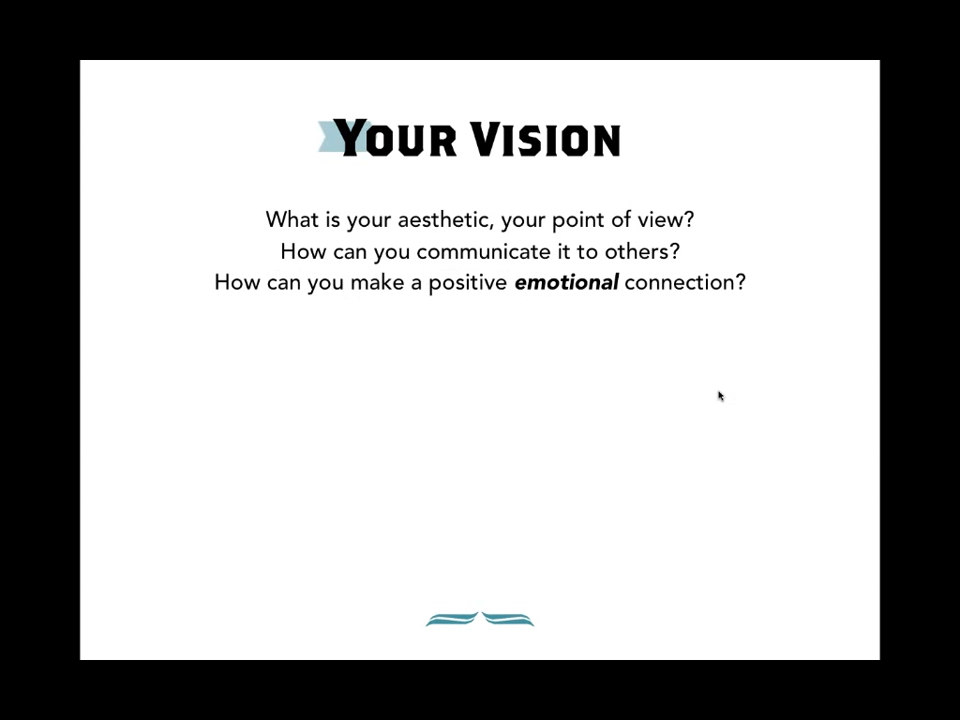 Your Vision
What is your aesthetic, your point of view?
How can you communicate it to others?
How can you make a positive emotional connection?